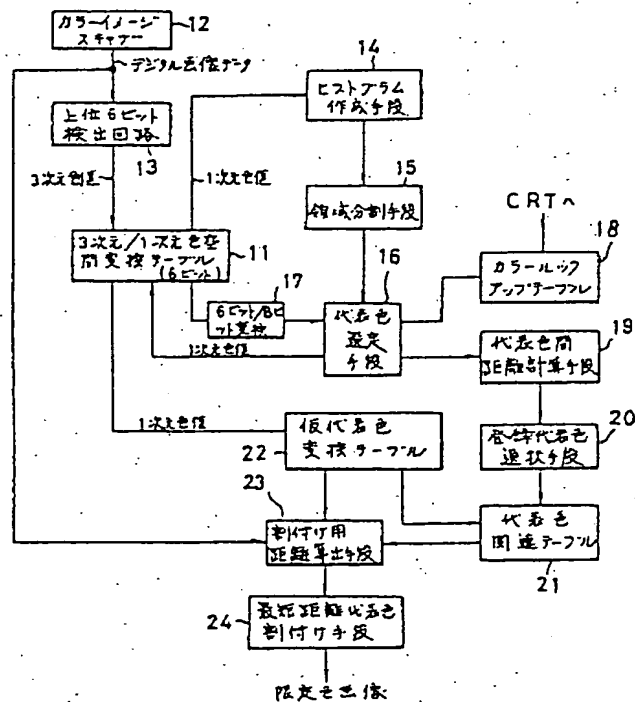 カラーイメージ
スキャナ
12
デジタル画像データ
14
ヒストグラム
作成手段
上位6ビット
検出回路
13
3次元色値
1次元色値
15
領域分割手段
CRTへ
3次元/1次元色空
間変換テーブル
(6ビット)
11
16
18
カラールック
アップテーブル
17
6ビット/8ビ
ット変換
代表色
設定
手段
1次元色値
19
代表色間
距離計算手段
1次元色値
仮代表色
変換テーブル
22
20
登録代表色
選択手段
23
割付け用
距離算出手段
代表色
関連テーブル
21
24
最短距離代表色
割付け手段
限定色画像